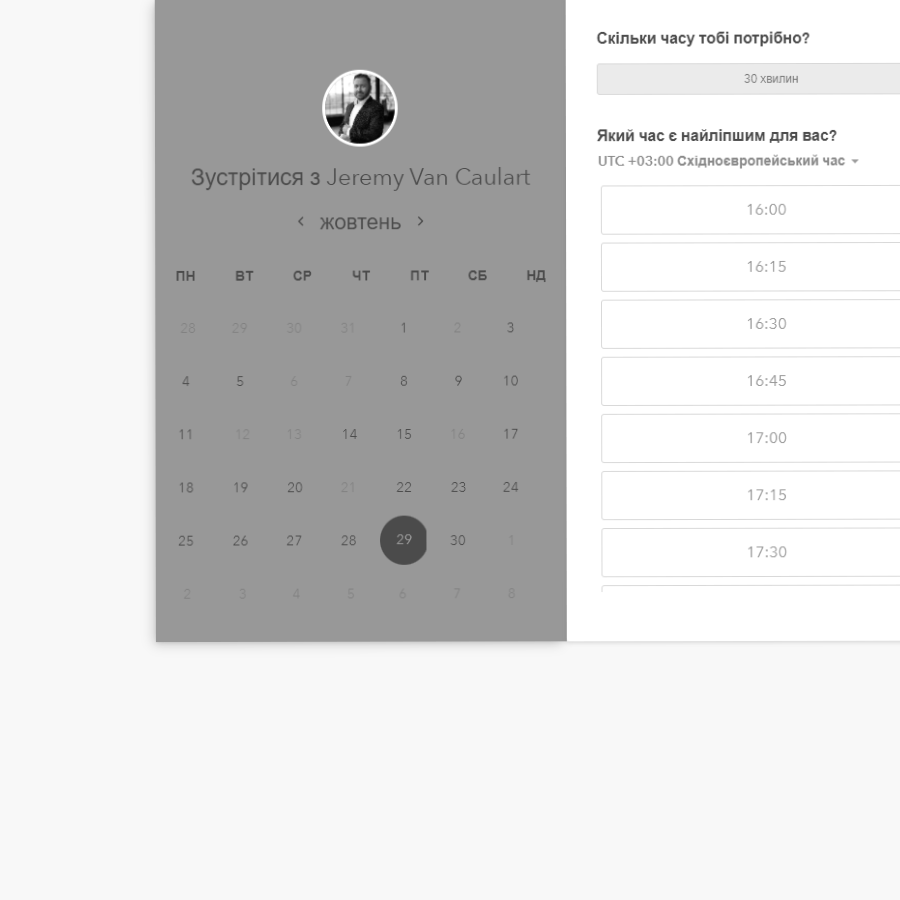 Зустрітися з Jeremy Van Caulart
жовтень
ПН ВТ СР ЧТ ПТ СБ НД
28 29 30 31 1 2 3
4 5 6 7 8 9 10
11 12 13 14 15 16 17
18 19 20 21 22 23 24
25 26 27 28 29 30 1
2 3 4 5 6 7 8
Скільки часу тобі потрібно?
30 хвилин
Який час є найліпшим для вас?
UTC +03:00 Східноєвропейський час
16:00
16:15
16:30
16:45
17:00
17:15
17:30